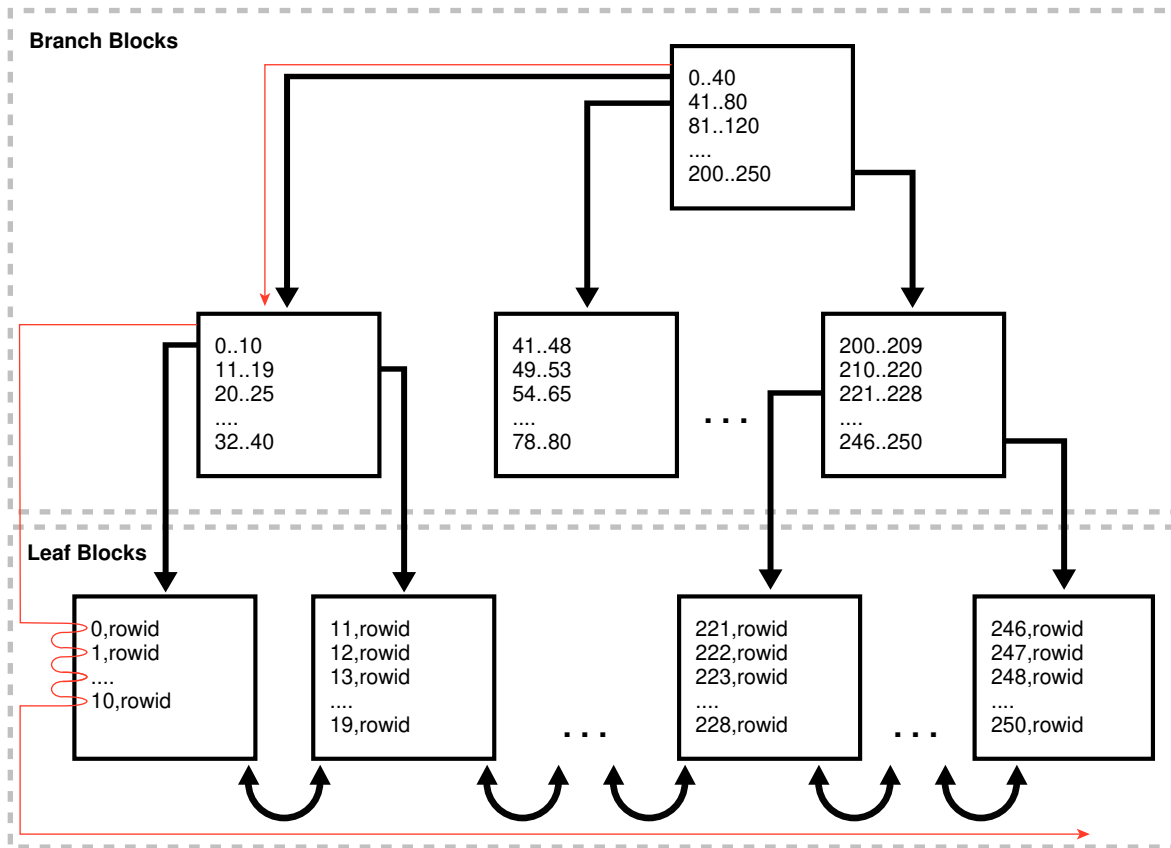 Branch Blocks
0..40
41..80
81..120
....
200..250
0..10
11..19
20..25
....
32..40
41..48
49..53
54..65
....
78..80
. . .
200..209
210..220
221..228
....
246..250
Leaf Blocks
0,rowid
1,rowid
....
10,rowid
11,rowid
12,rowid
13,rowid
....
19,rowid
. . .
221,rowid
222,rowid
223,rowid
....
228,rowid
. . .
246,rowid
247,rowid
248,rowid
....
250,rowid